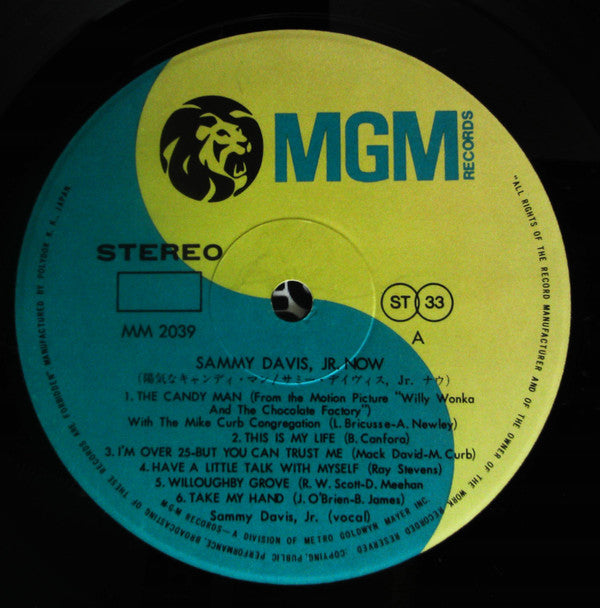 MGM
RECORDS
STEREO
MM 2039
ST 33
A
SAMMY DAVIS, JR. NOW
(陽気なキャンディ・マン/サミー・デイヴィス, Jr. ナウ)
1. THE CANDY MAN (From the Motion Picture "Willy Wonka
And The Chocolate Factory")
With The Mike Curb Congregation (L. Bricusse-A. Newley)
2. THIS IS MY LIFE (B. Canfora)
3. I'M OVER 25-BUT YOU CAN TRUST ME (Mack David-M. Curb)
4. HAVE A LITTLE TALK WITH MYSELF (Ray Stevens)
5. WILLOUGHBY GROVE (R. W. Scott-D. Meehan
6. TAKE MY HAND (J. O'Brien-B. James)
Sammy Davis, Jr. (vocal)
"ALL RIGHTS OF THE RECORD MANUFACTURER AND OF THE OWNER OF THE WORK RECORDED RESERVED. COPYING, PUBLIC PERFORMANCE, BROADCASTING OF THESE RECORDS ARE FORBIDDEN" MANUFACTURED BY POLYDOR K. K., JAPAN
MGM RECORDS—A DIVISION OF METRO GOLDWYN MAYER INC.